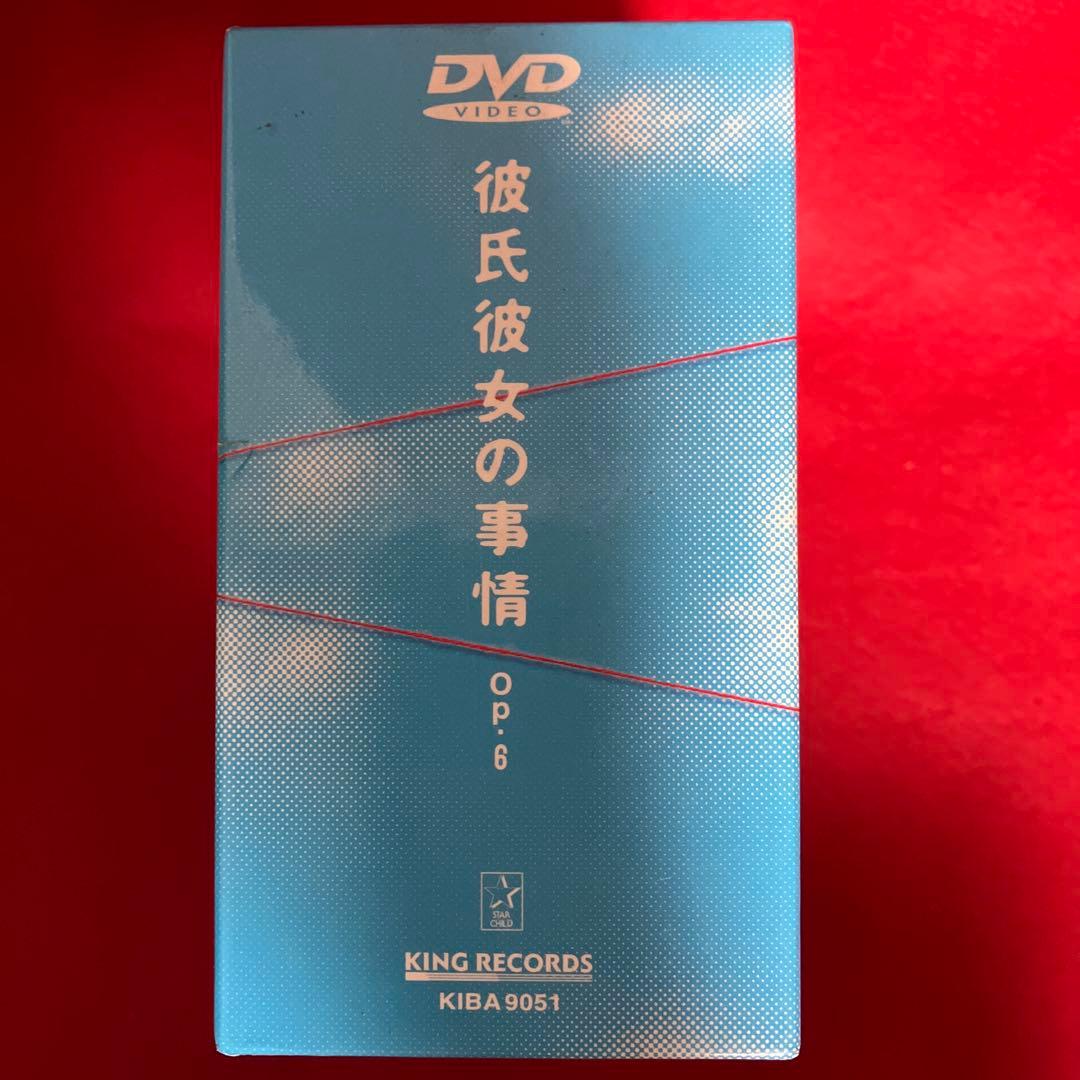 DVD
VIDEO
彼氏彼女の事情
op.6
STAR
CHILD
KING RECORDS
KIBA 9051